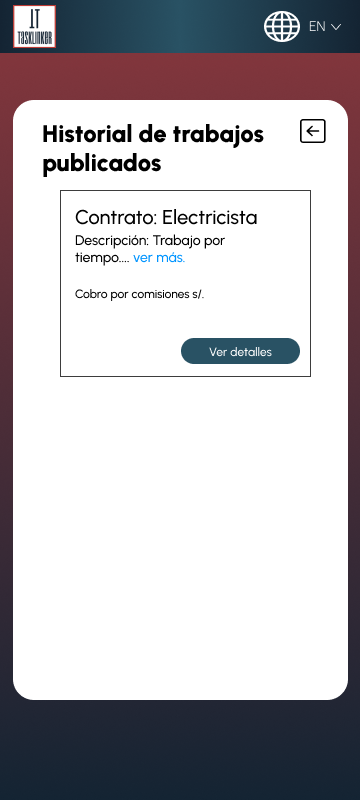 IT
TASKLINKER
EN
Historial de trabajos
publicados
Contrato: Electricista
Descripción: Trabajo por
tiempo.... ver más.
Cobro por comisiones s/.
Ver detalles